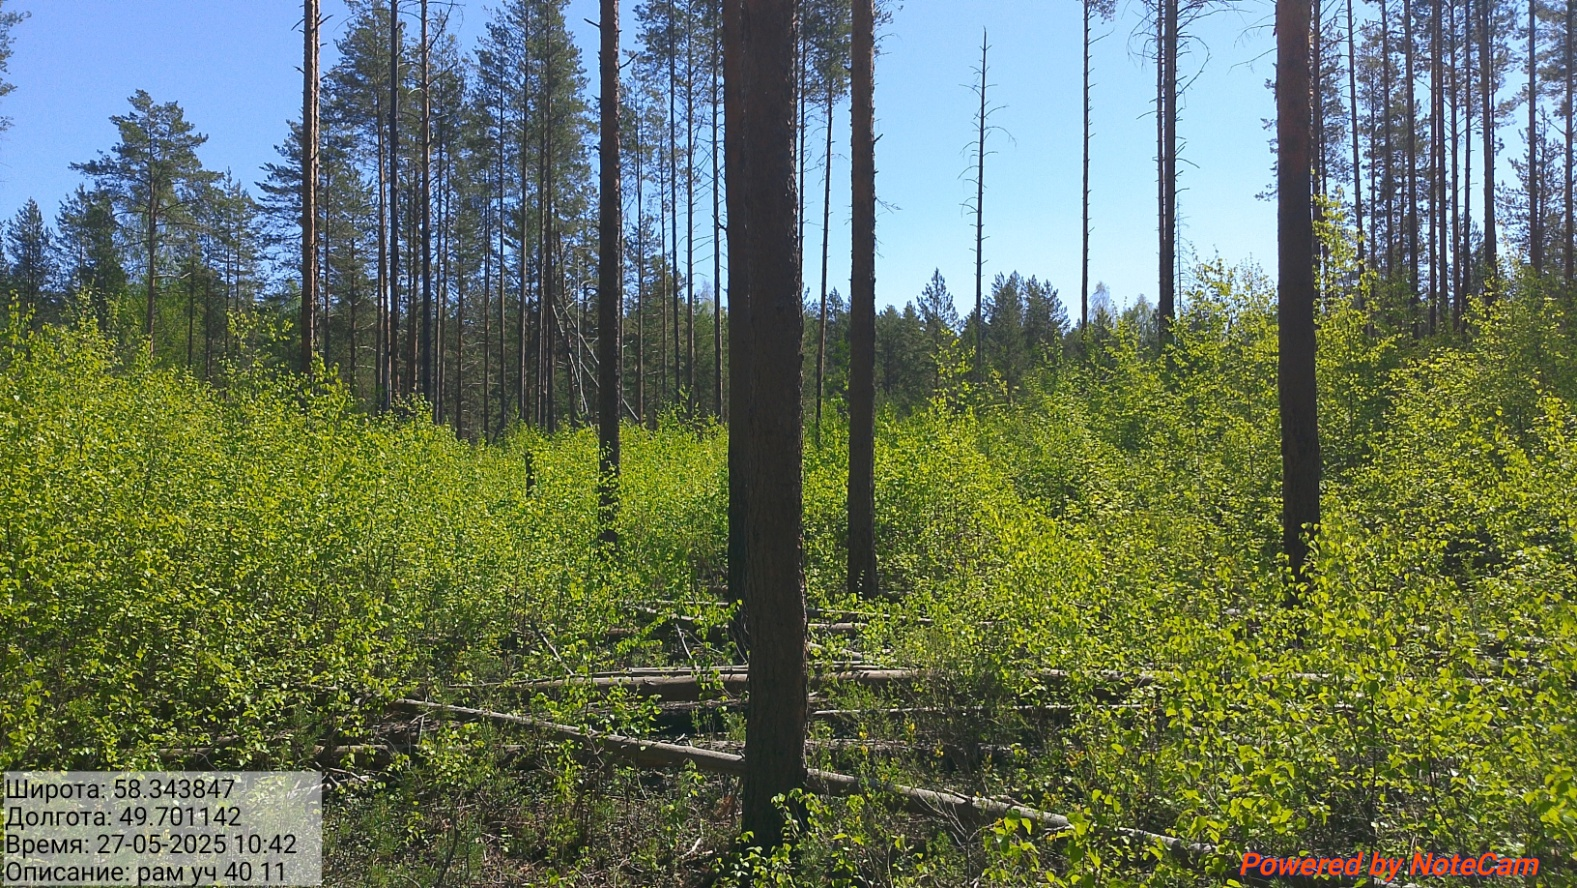 Широта: 58.343847
Долгота: 49.701142
Время: 27-05-2025 10:42
Описание: рам уч 40 11
Powered by NoteCam